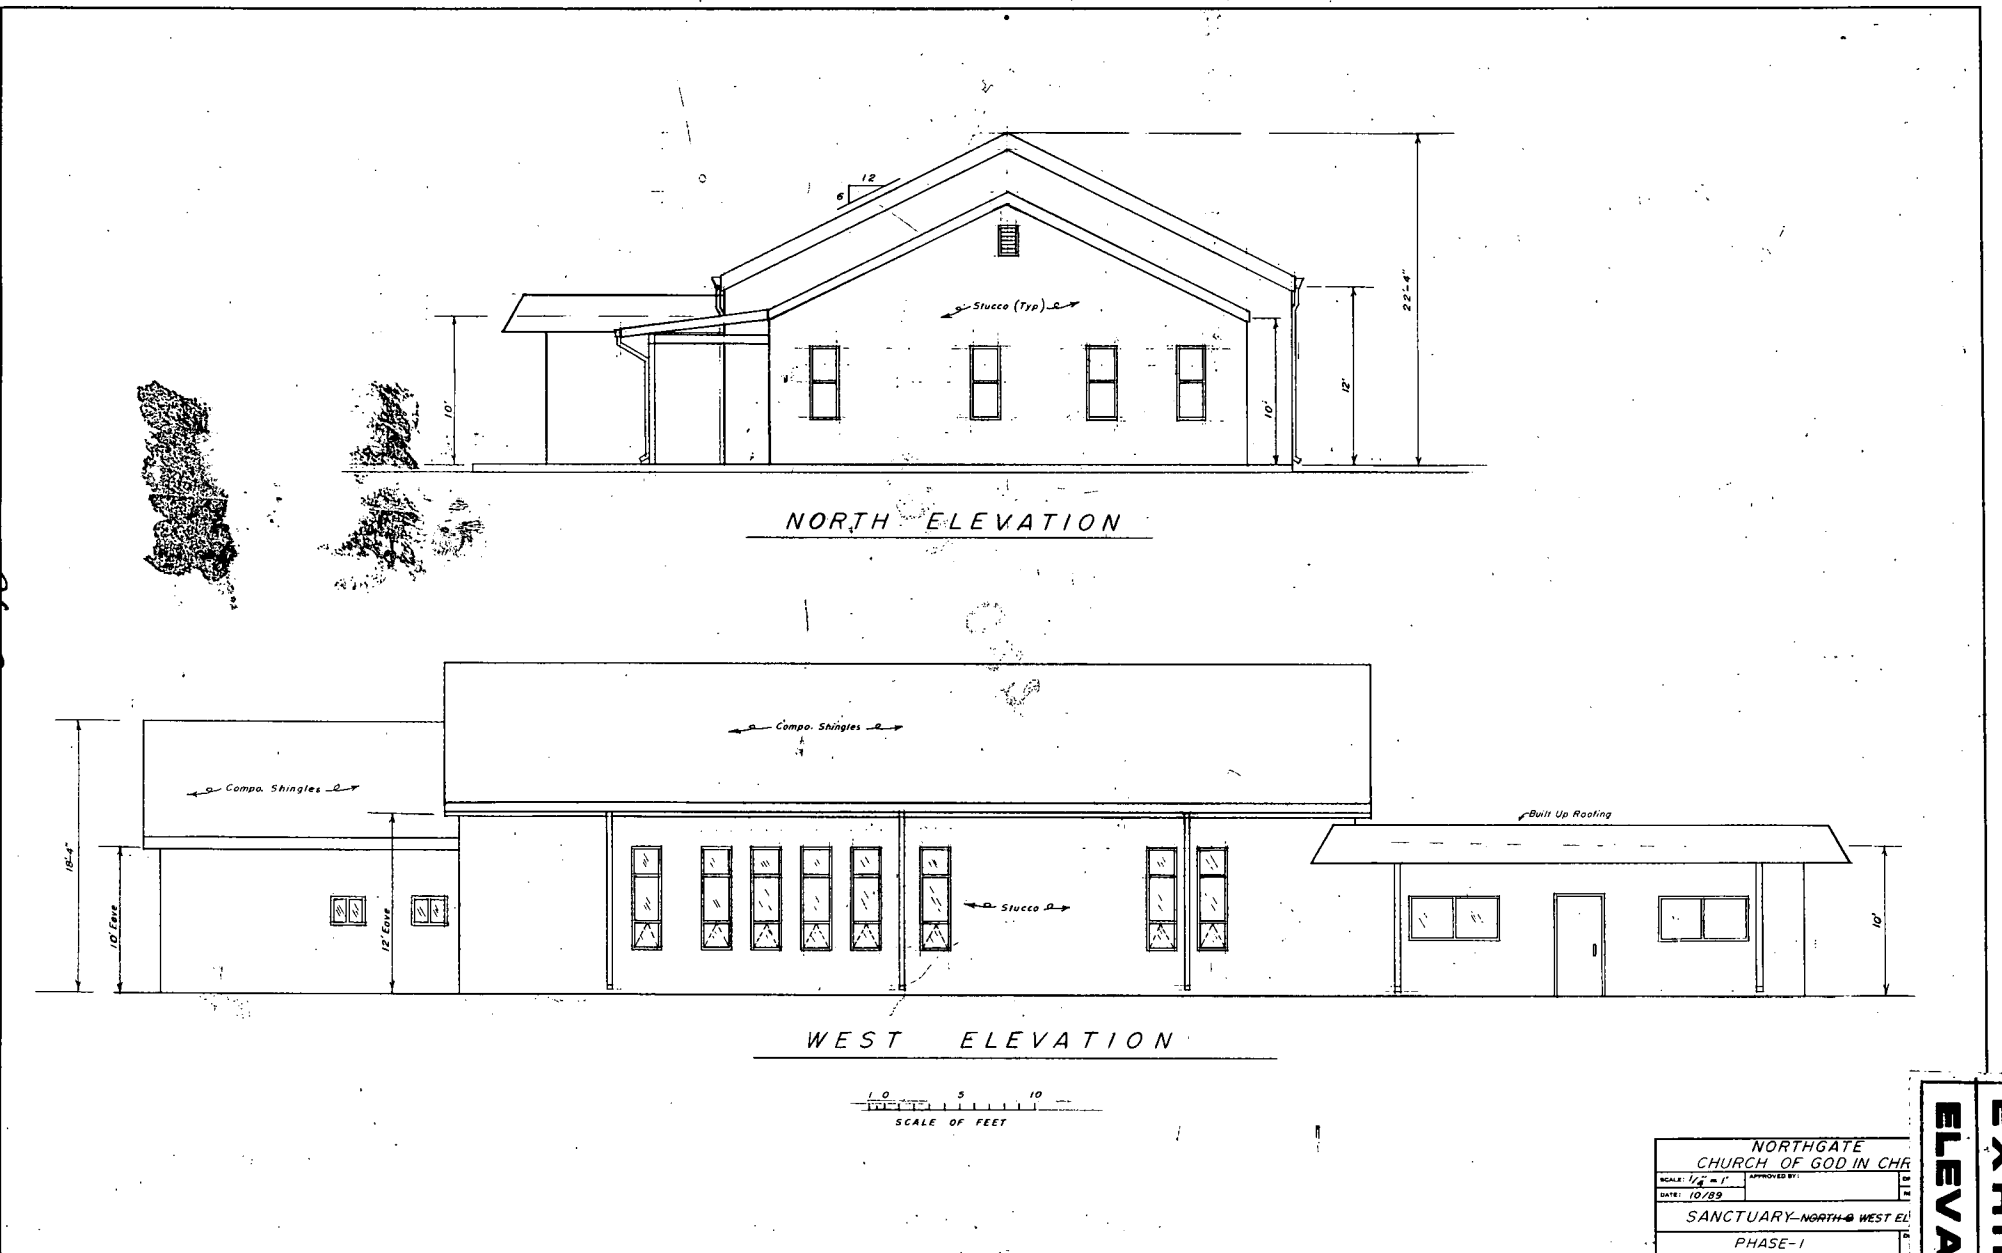 12
6
Stucco (Typ)
22'-4"
10'
10'
12'
NORTH ELEVATION
Compo. Shingles
Compo. Shingles
Built Up Roofing
18'-4"
10' Eave
12' Eave
Stucco
10'
WEST ELEVATION
1 0 5 10
SCALE OF FEET
NORTHGATE
CHURCH OF GOD IN CHR
SCALE: 1/4" = 1' APPROVED BY:
DATE: 10/89
SANCTUARY-NORTH & WEST EL
PHASE-1
ELEVA